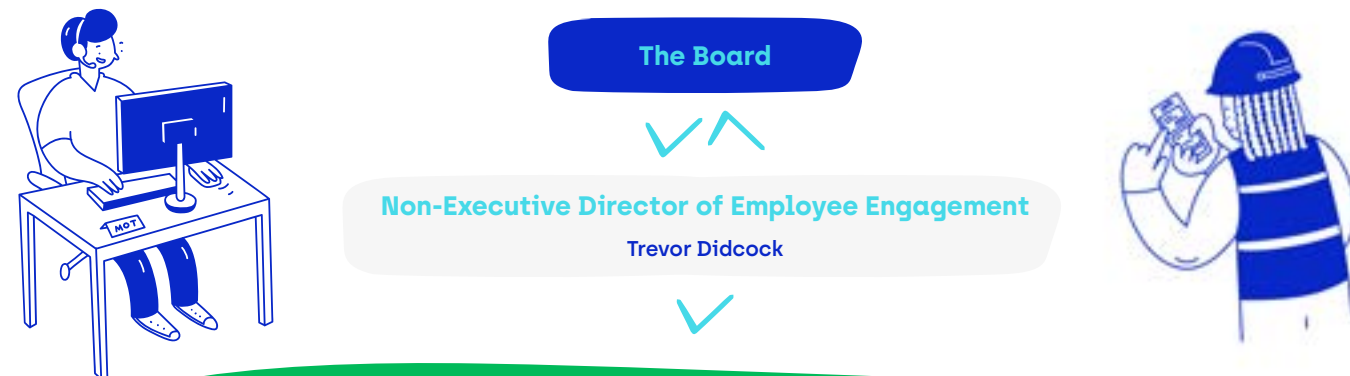 The Board
Non-Executive Director of Employee Engagement
Trevor Didcock
MOT